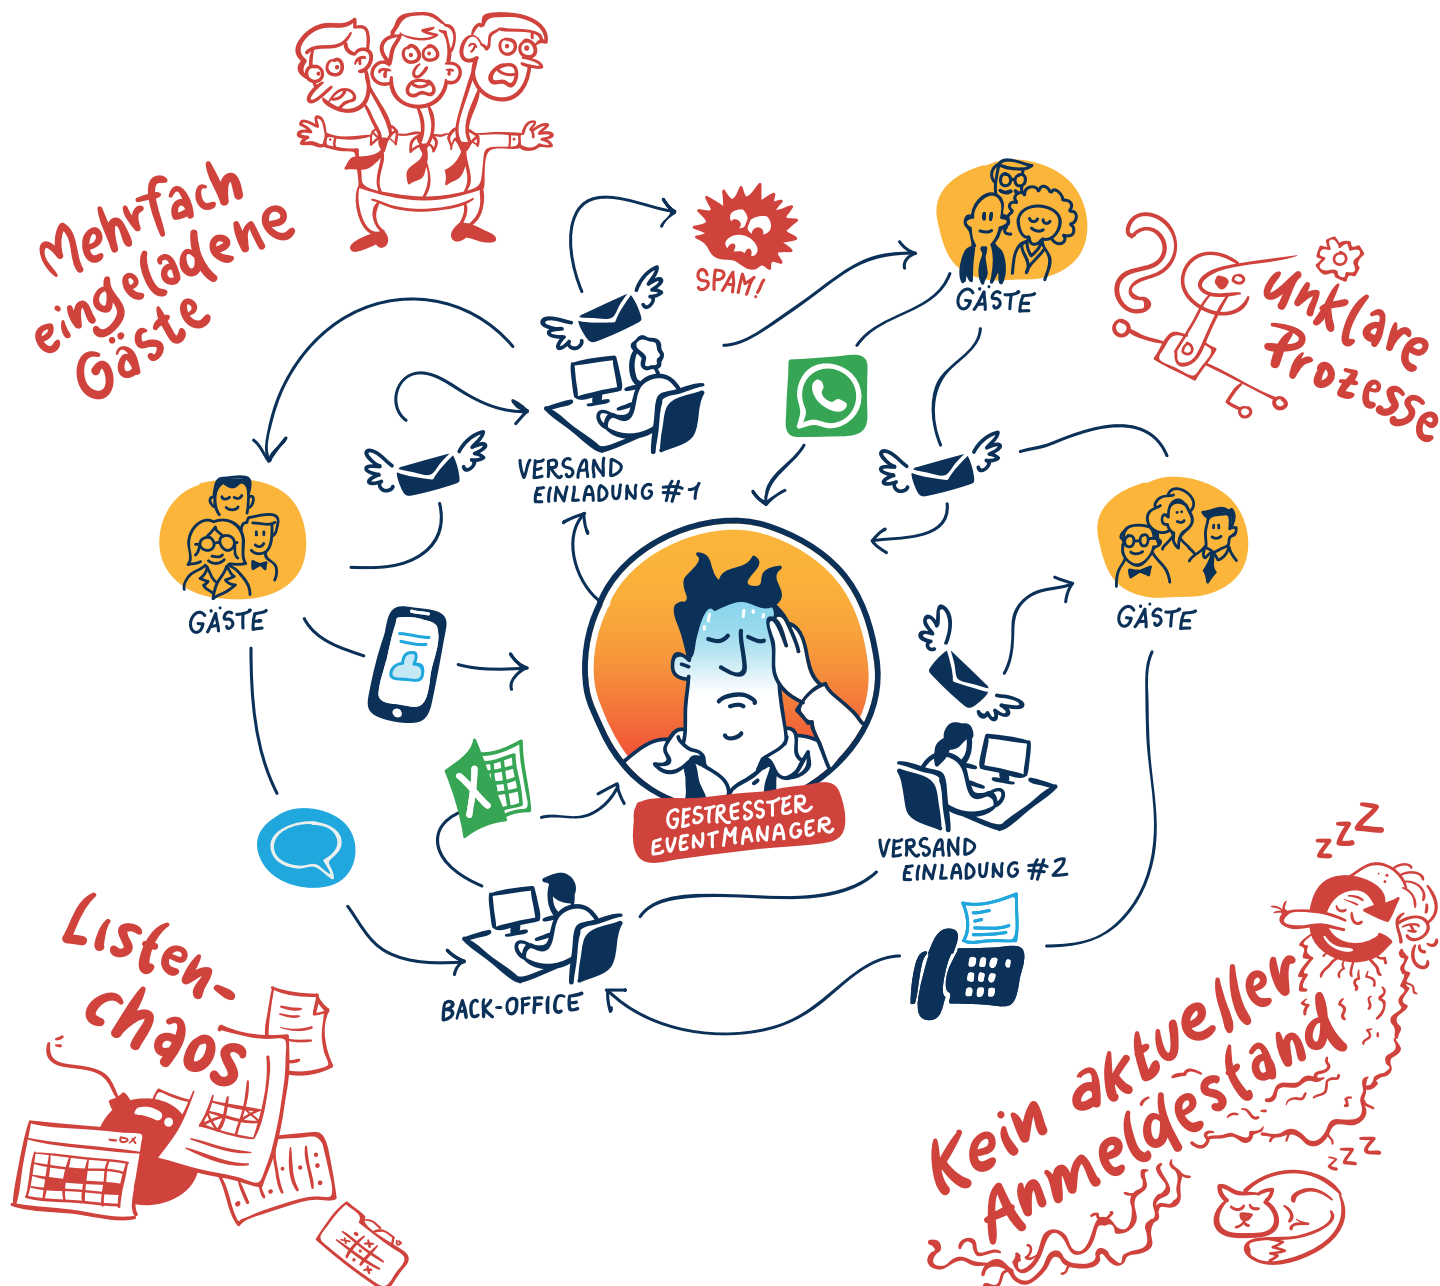 Mehrfach
eingeladene
Gäste
SPAM!
GÄSTE
Unklare
Prozesse
VERSAND
EINLADUNG #1
GÄSTE
GÄSTE
X
GESTRESSTER
EVENTMANAGER
VERSAND
EINLADUNG #2
BACK-OFFICE
Listen-
chaos
zzZ
Kein aktueller
Anmeldestand
zzZ